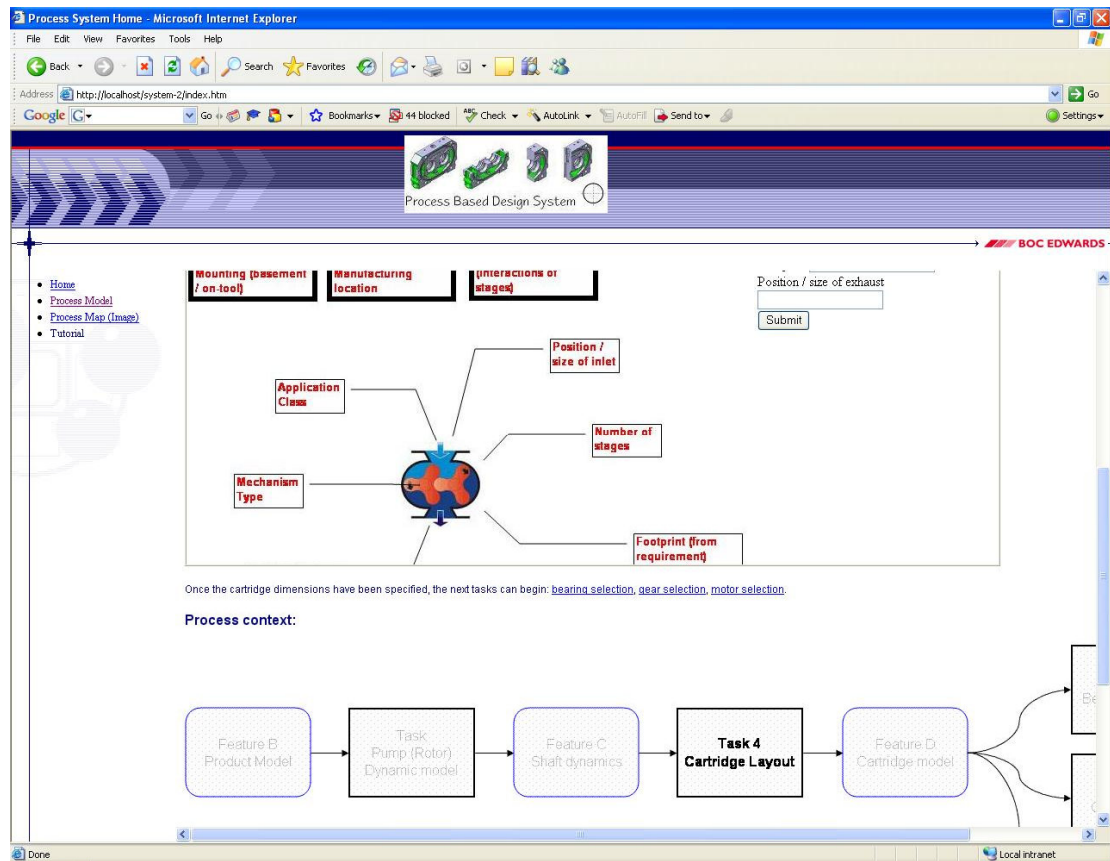 Process System Home - Microsoft Internet Explorer
File Edit View Favorites Tools Help
Back Search Favorites
Address http://localhost/system-2/index.htm Go
Google G Go Bookmarks 44 blocked ABC Check AutoLink AutoFill Send to Settings
Process Based Design System
BOC EDWARDS
Home
Process Model
Process Map (Image)
Tutorial
Mounting (basement
/ on-tool)
Manufacturing
location
(interactions of
stages)
Position / size of exhaust
Submit
Position /
size of inlet
Application
Class
Number of
stages
Mechanism
Type
Footprint (from
requirement)
Once the cartridge dimensions have been specified, the next tasks can begin: bearing selection, gear selection, motor selection.
Process context:
Feature B
Product Model
Task
Pump (Rotor)
Dynamic model
Feature C
Shaft dynamics
Task 4
Cartridge Layout
Feature D
Cartridge model
Be
Done Local intranet